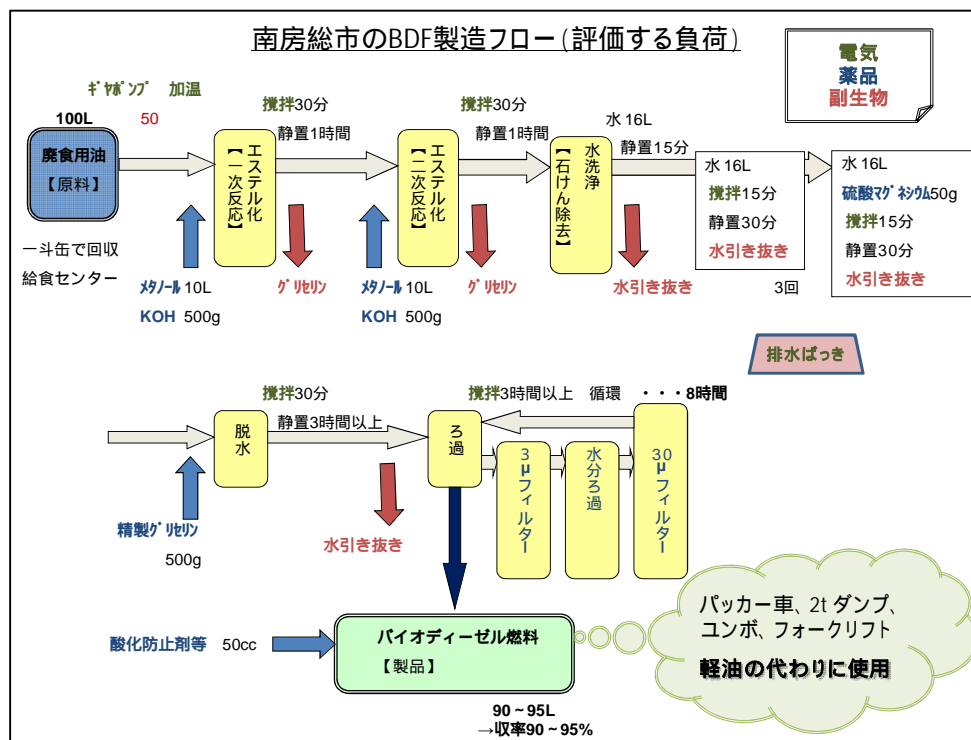 南房総市のBDF製造フロー(評価する負荷)
電気
薬品
副生物
ギヤポンプ 加温
100L 50
廃食用油
【原料】
一斗缶で回収
給食センター
エステル化
【一次反応】
メタノール 10L
KOH 500g
攪拌30分
静置1時間
グリセリン
エステル化
【二次反応】
メタノール 10L
KOH 500g
攪拌30分
静置1時間
グリセリン
水洗浄
【石けん除去】
水 16L
静置15分
水引き抜き
水 16L
攪拌15分
静置30分
水引き抜き
3回
水 16L
硫酸マグネシウム50g
攪拌15分
静置30分
水引き抜き
排水ばっき
脱水
精製グリセリン
500g
攪拌30分
静置3時間以上
水引き抜き
ろ過
攪拌3時間以上 循環 ・・・8時間
3μフィルター
水分ろ過
30μフィルター
酸化防止剤等 50cc
バイオディーゼル燃料
【製品】
90~95L
→収率90~95%
パッカー車、2tダンプ、
ユンボ、フォークリフト
軽油の代わりに使用